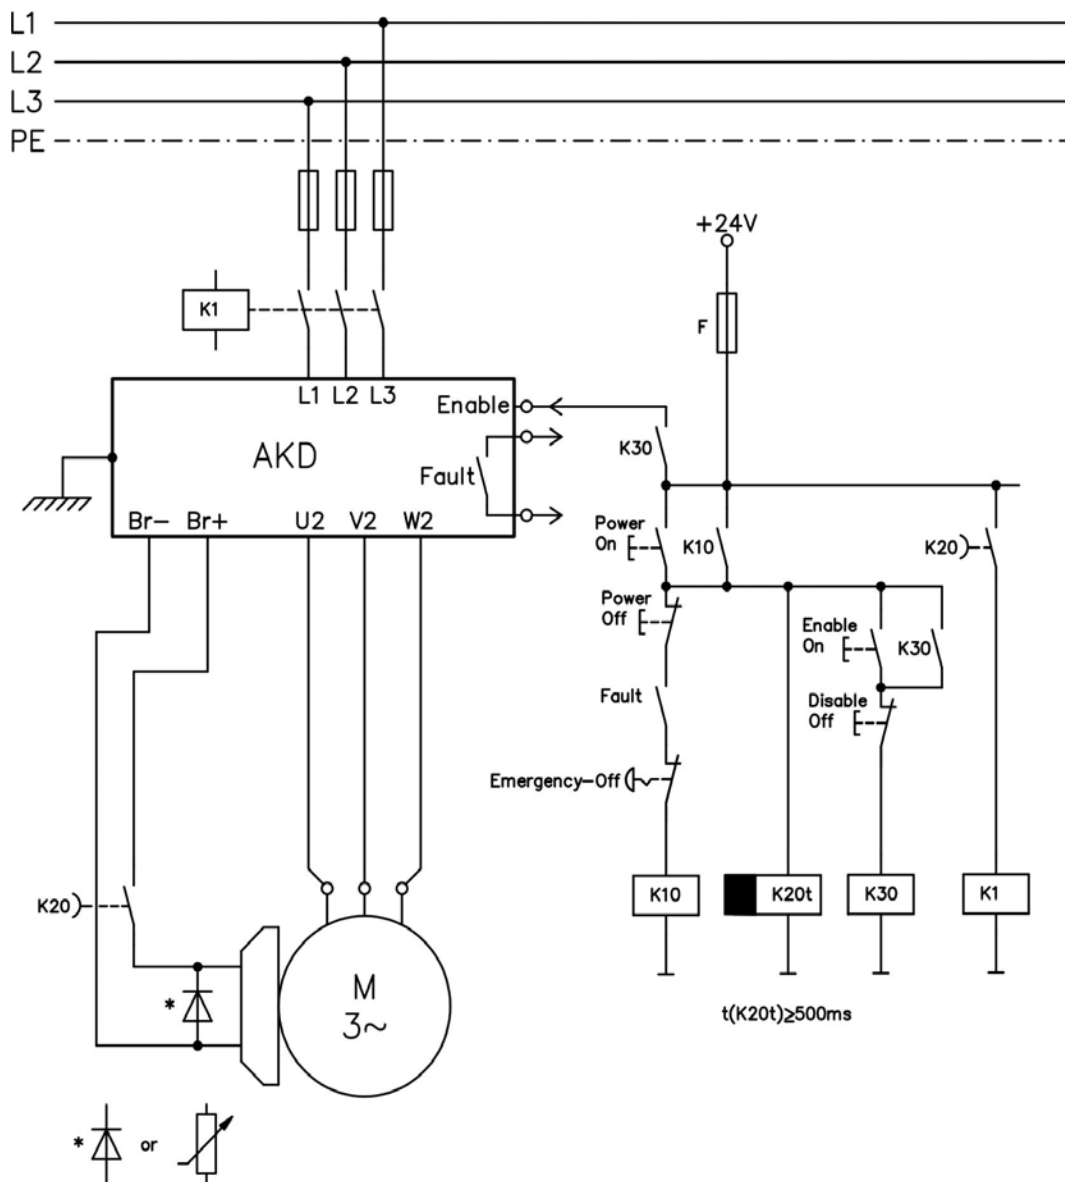 L1
L2
L3
PE
+24V
F
K1
L1 L2 L3
Enable
AKD
Fault
Br- Br+ U2 V2 W2
K30
Power
On
K10
K20
Power
Off
Enable
On
K30
Fault
Disable
Off
Emergency-Off
K10
K20t
K30
K1
K20
M
3~
*
t(K20t)≥500ms
* or